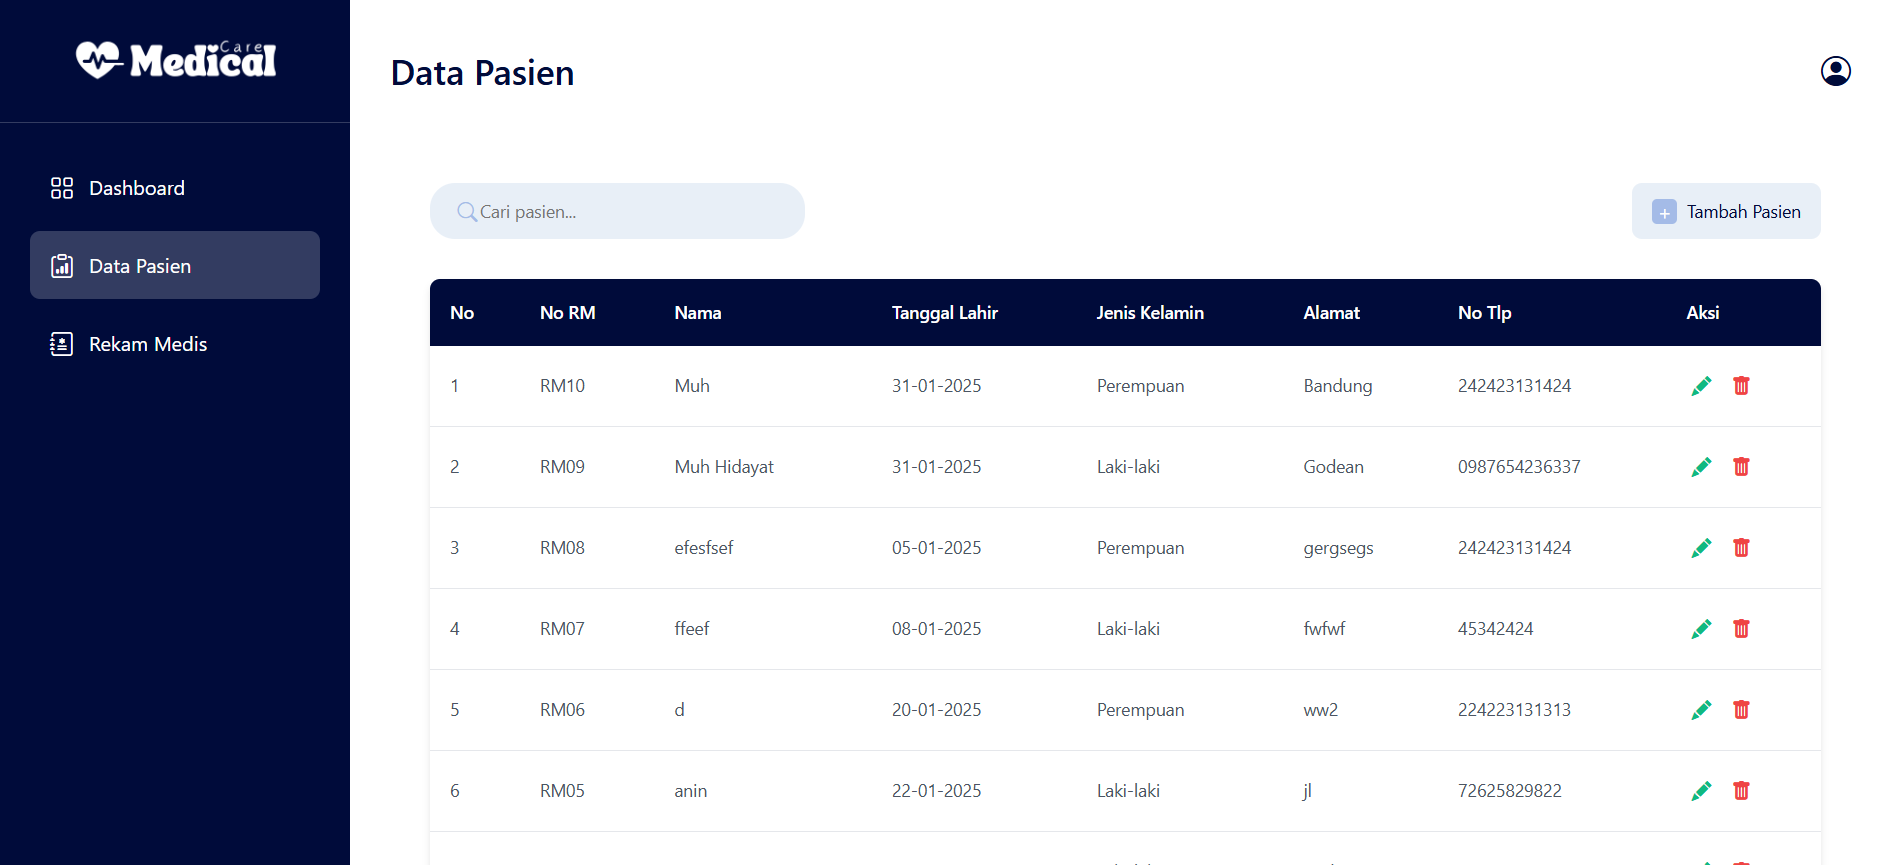 Medical Care
Data Pasien
Dashboard
Data Pasien
Rekam Medis
Cari pasien...
Tambah Pasien
No No RM Nama Tanggal Lahir Jenis Kelamin Alamat No Tlp Aksi
1 RM10 Muh 31-01-2025 Perempuan Bandung 242423131424
2 RM09 Muh Hidayat 31-01-2025 Laki-laki Godean 0987654236337
3 RM08 efesfsef 05-01-2025 Perempuan gergsegs 242423131424
4 RM07 ffeef 08-01-2025 Laki-laki fwfwf 45342424
5 RM06 d 20-01-2025 Perempuan ww2 224223131313
6 RM05 anin 22-01-2025 Laki-laki jl 72625829822